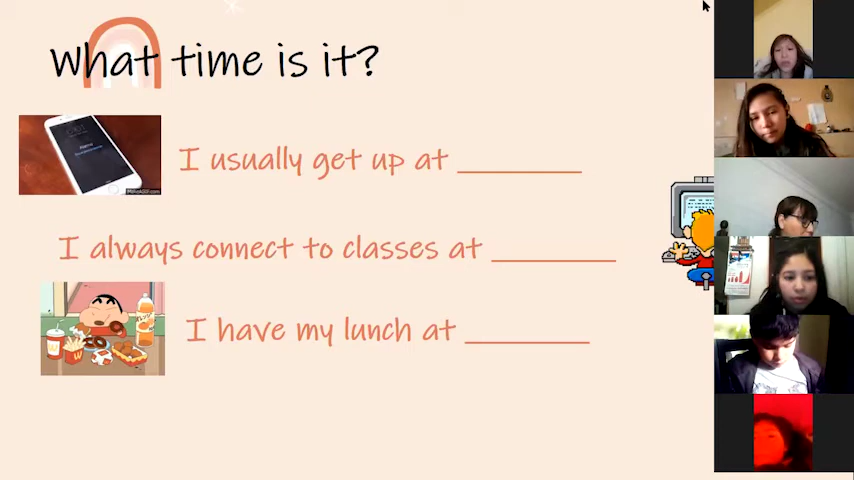 What time is it?
I usually get up at ________
I always connect to classes at ________
I have my lunch at ________